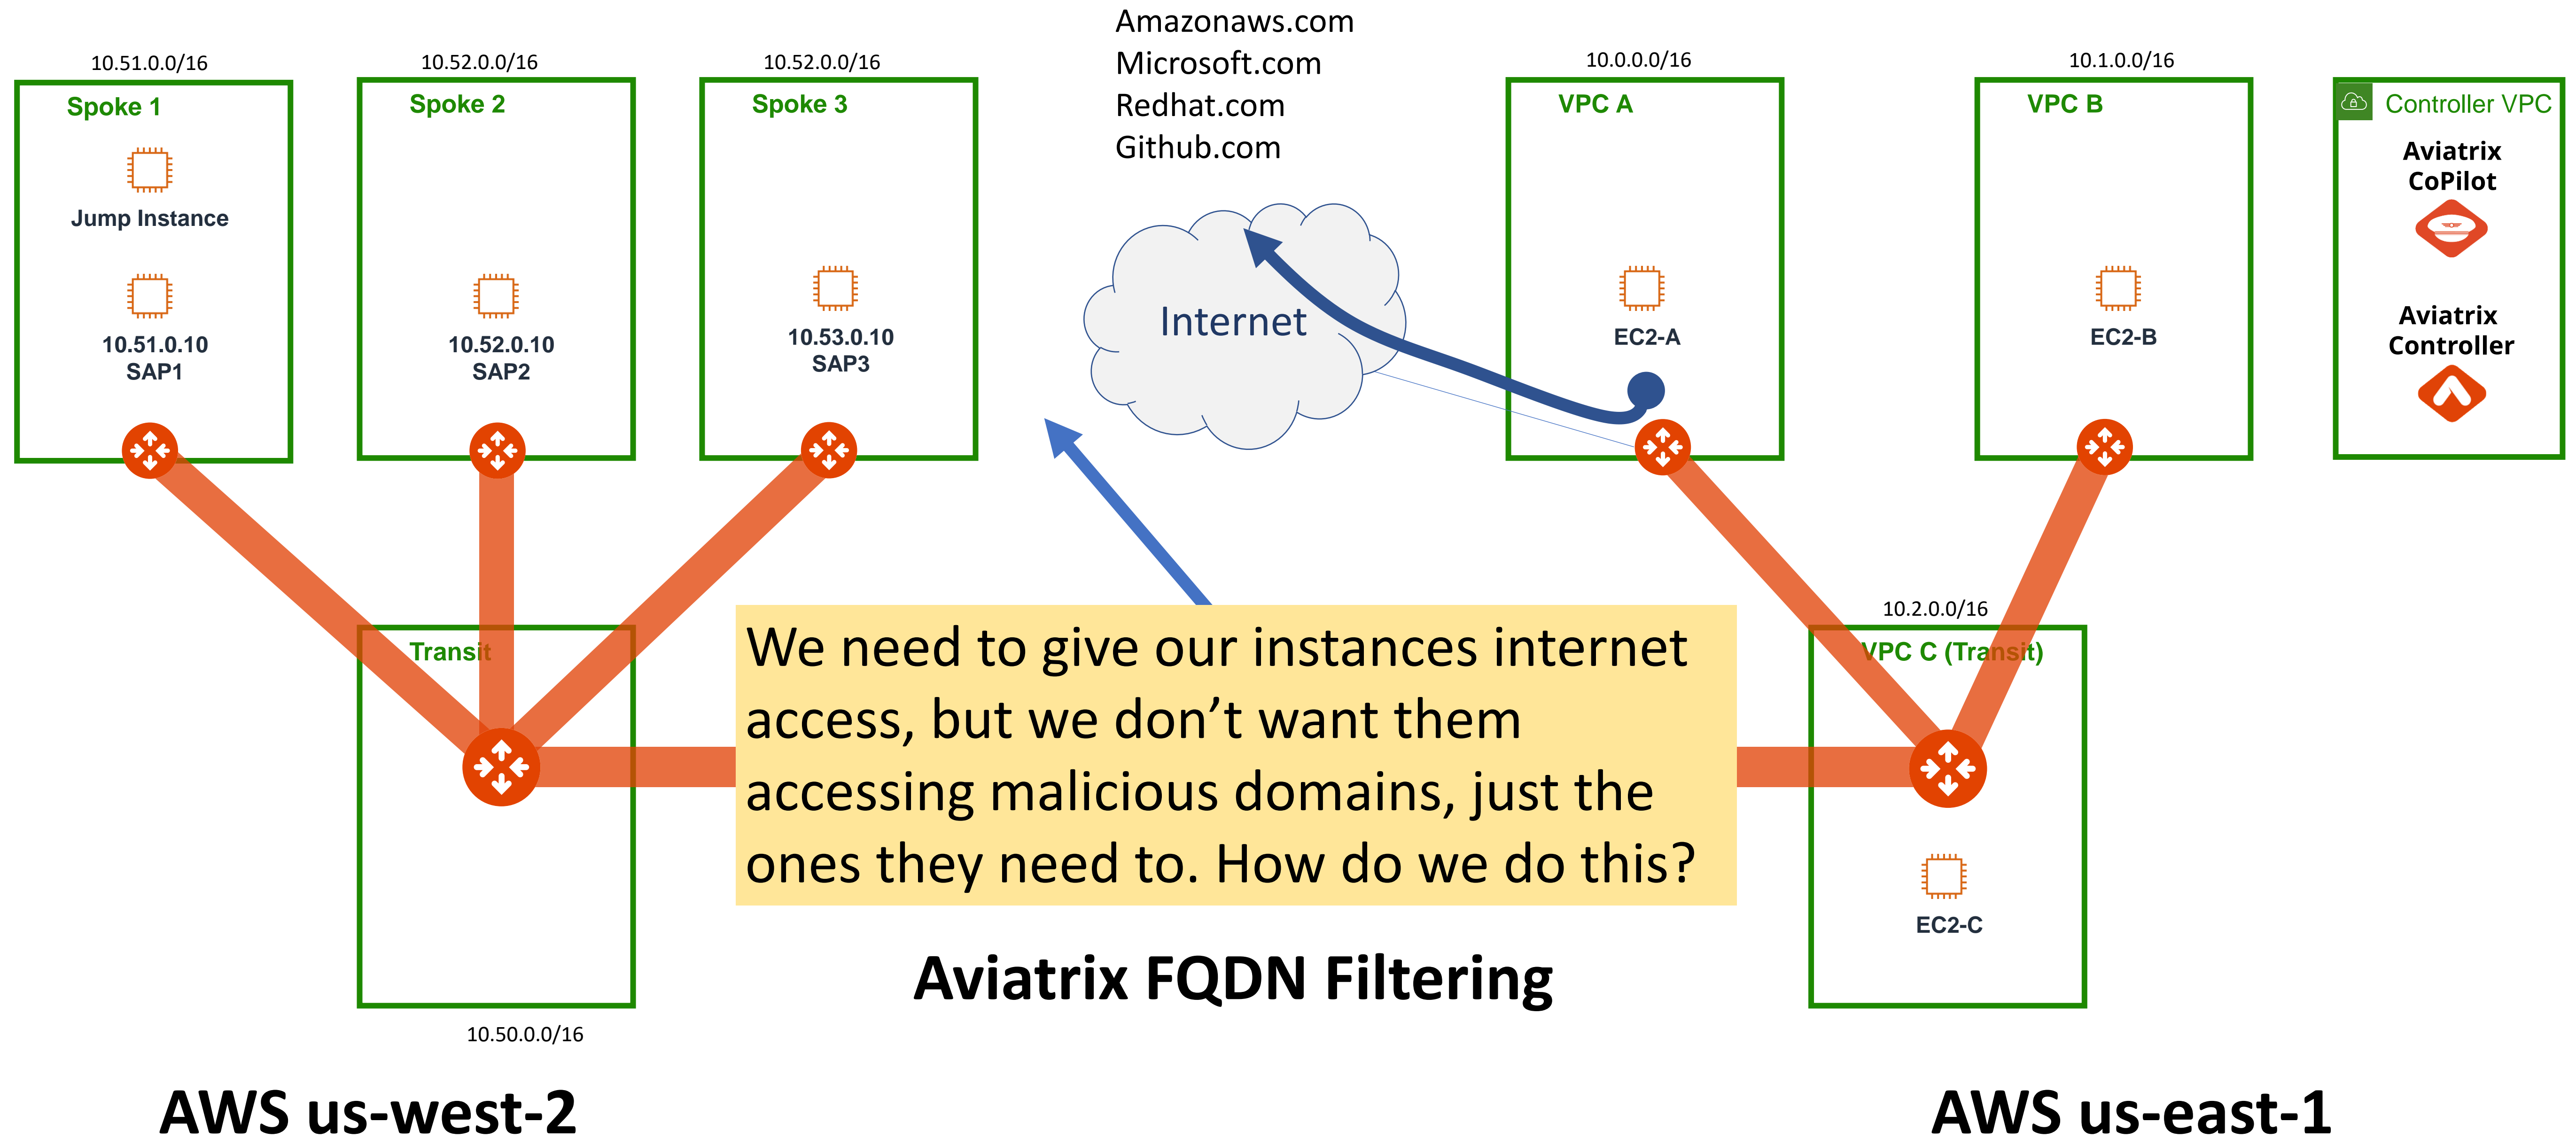 Amazonaws.com
Microsoft.com
Redhat.com
Github.com
10.51.0.0/16
10.52.0.0/16
10.52.0.0/16
10.0.0.0/16
10.1.0.0/16
Spoke 1
Jump Instance
10.51.0.10
SAP1
Spoke 2
10.52.0.10
SAP2
Spoke 3
10.53.0.10
SAP3
Internet
VPC A
EC2-A
VPC B
EC2-B
Controller VPC
Aviatrix
CoPilot
Aviatrix
Controller
Transit
10.50.0.0/16
We need to give our instances internet
access, but we don’t want them
accessing malicious domains, just the
ones they need to. How do we do this?
Aviatrix FQDN Filtering
10.2.0.0/16
VPC C (Transit)
EC2-C
AWS us-west-2
AWS us-east-1